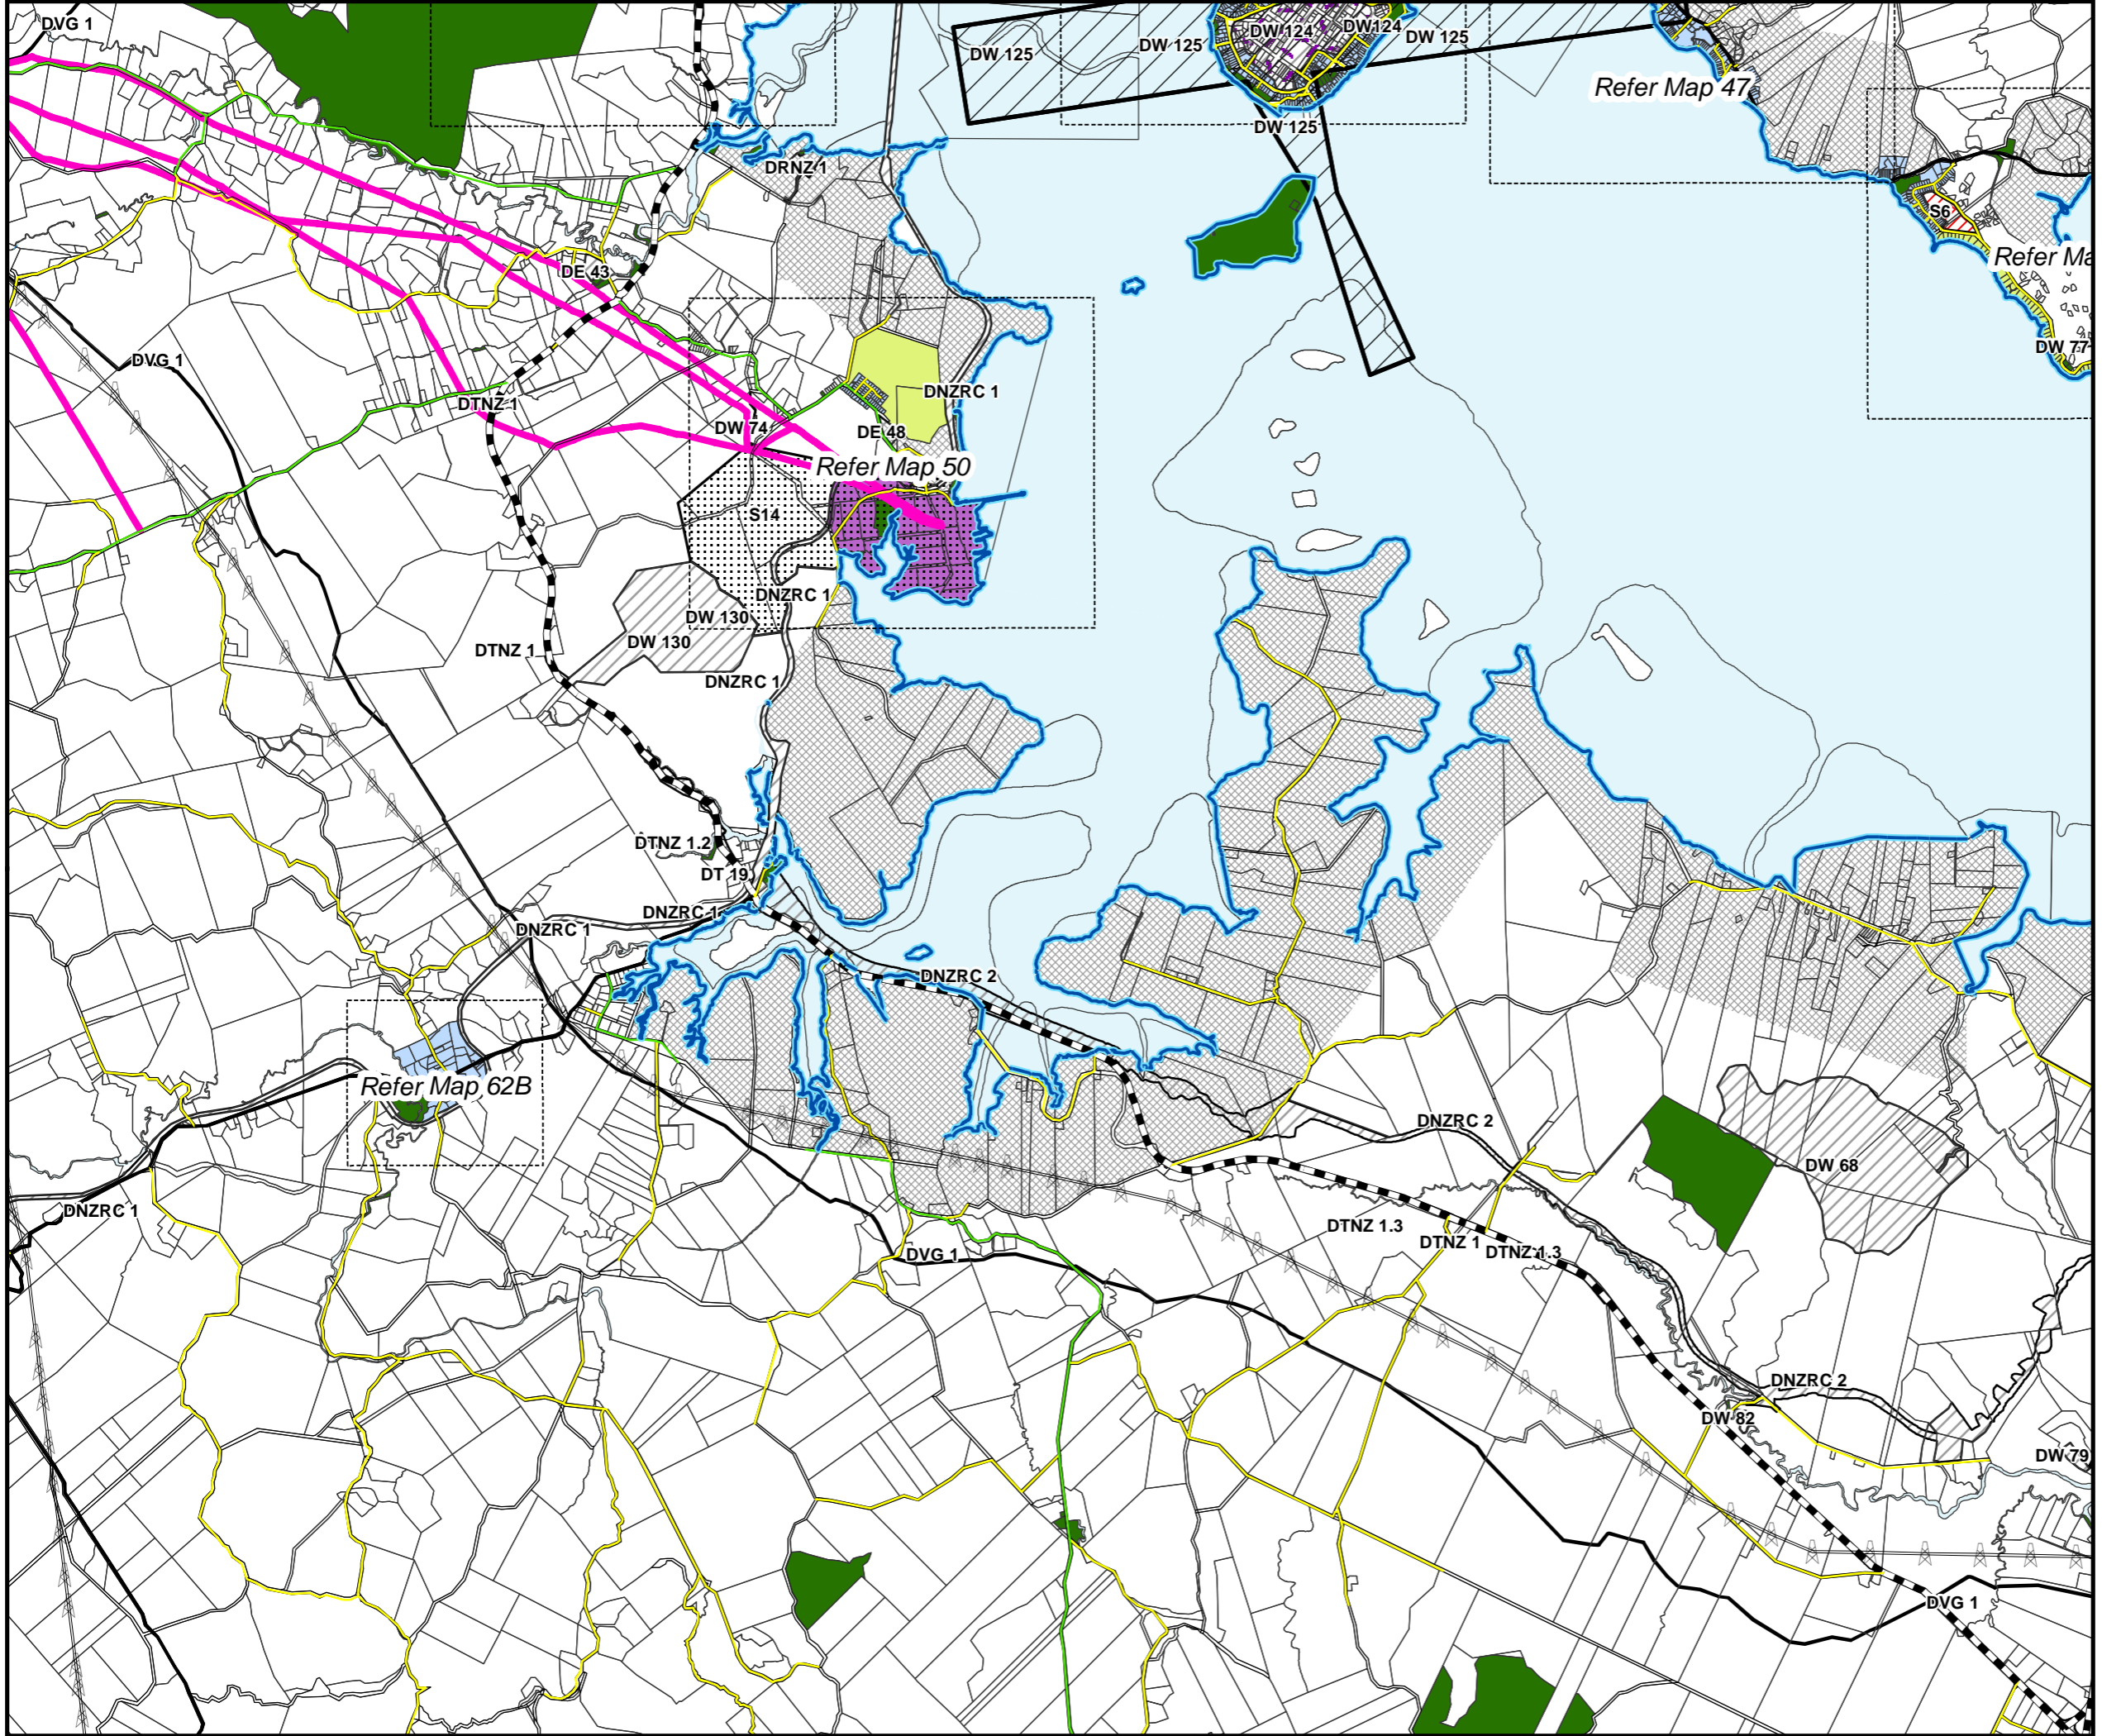 DVG 1
DW 125
DW 125
DW 124
DW124
DW 125
Refer Map 47
DW 125
DRNZ 1
S6
Refer Ma
DE 43
DVG 1
DW 77
DNZRC 1
DTNZ 1
DW 74
DE 48
Refer Map 50
S14
DNZRC 1
DW 130
DW 130
DTNZ 1
DNZRC 1
DTNZ 1.2
DT 19
DNZRC 1
DNZRC 1
DNZRC 2
Refer Map 62B
DNZRC 2
DW 68
DNZRC 1
DTNZ 1.3
DTNZ 1
DTNZ 1.3
DVG 1
DNZRC 2
DW 82
DW 79
DVG 1